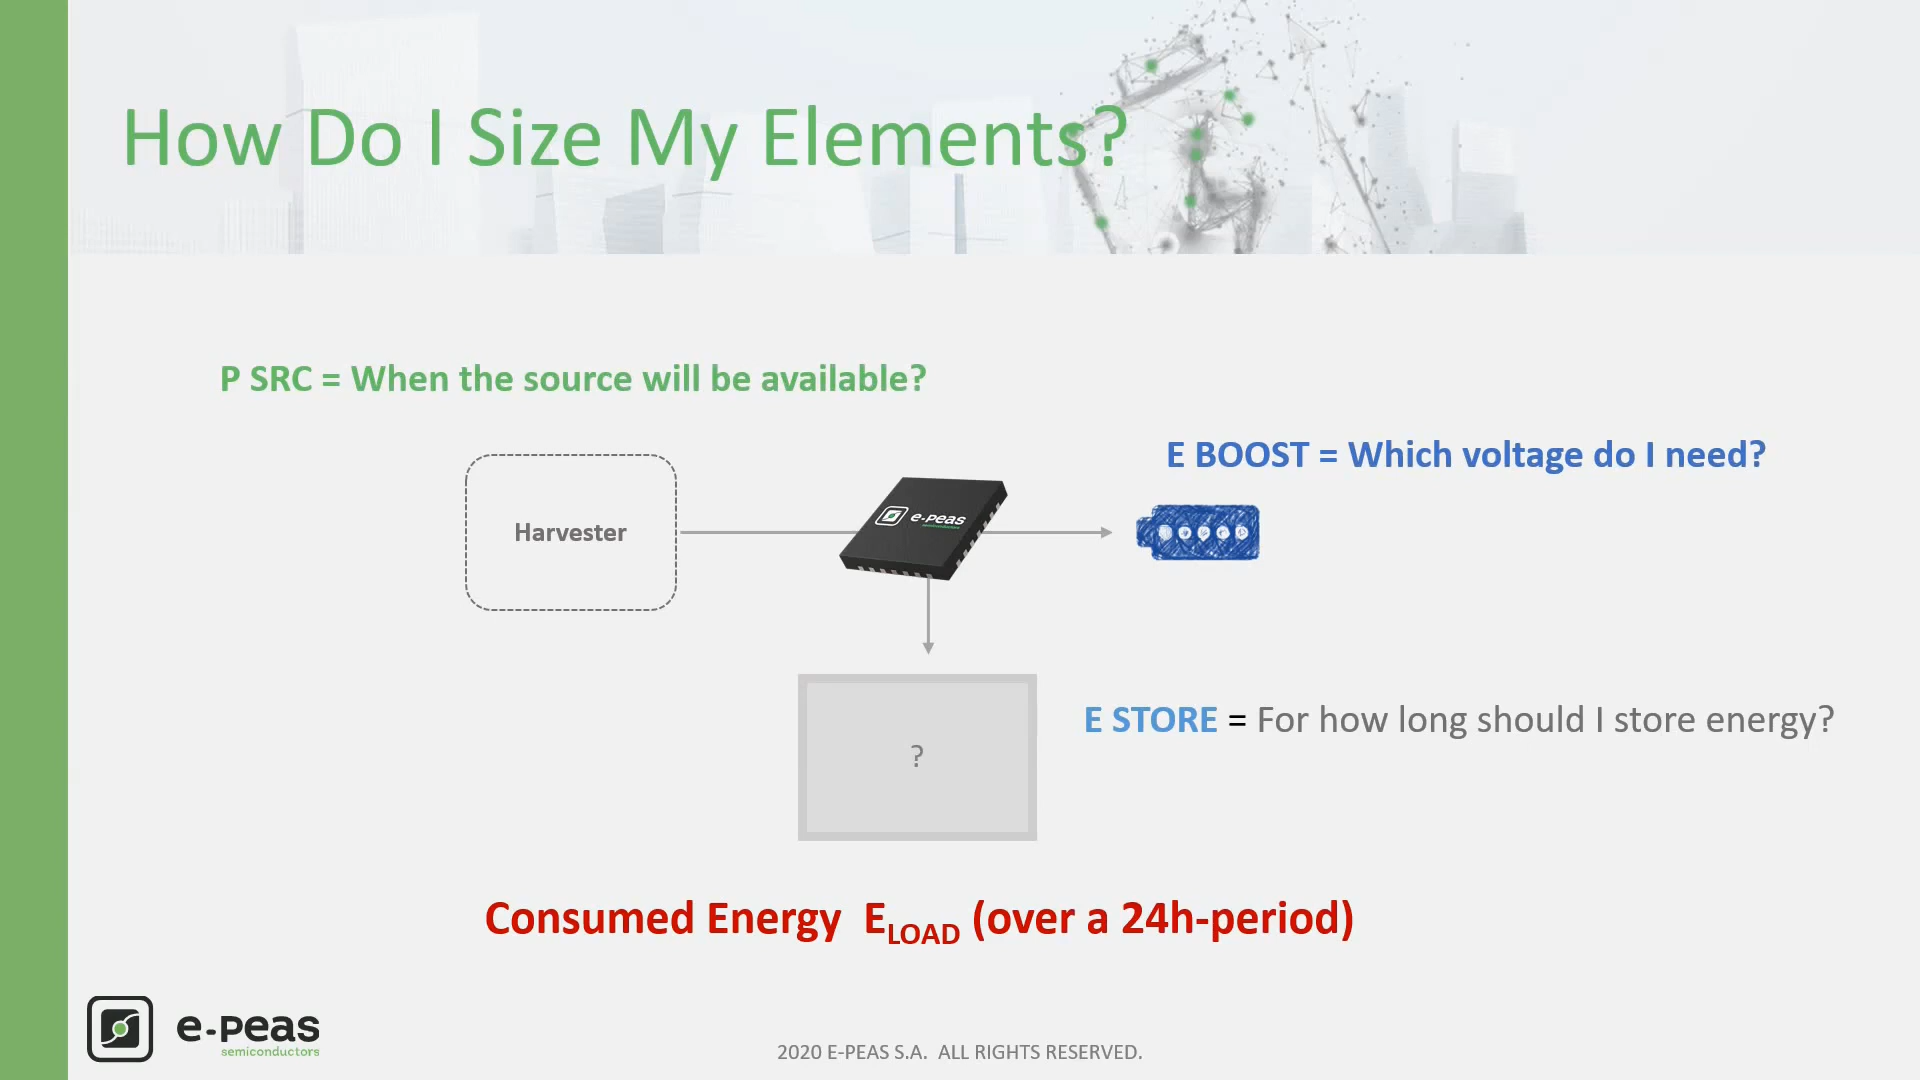 How Do I Size My Elements?
P SRC = When the source will be available?
E BOOST = Which voltage do I need?
Harvester
e-peas
E STORE = For how long should I store energy?
?
Consumed Energy E LOAD (over a 24h-period)
e-peas
semiconductors
2020 E-PEAS S.A. ALL RIGHTS RESERVED.